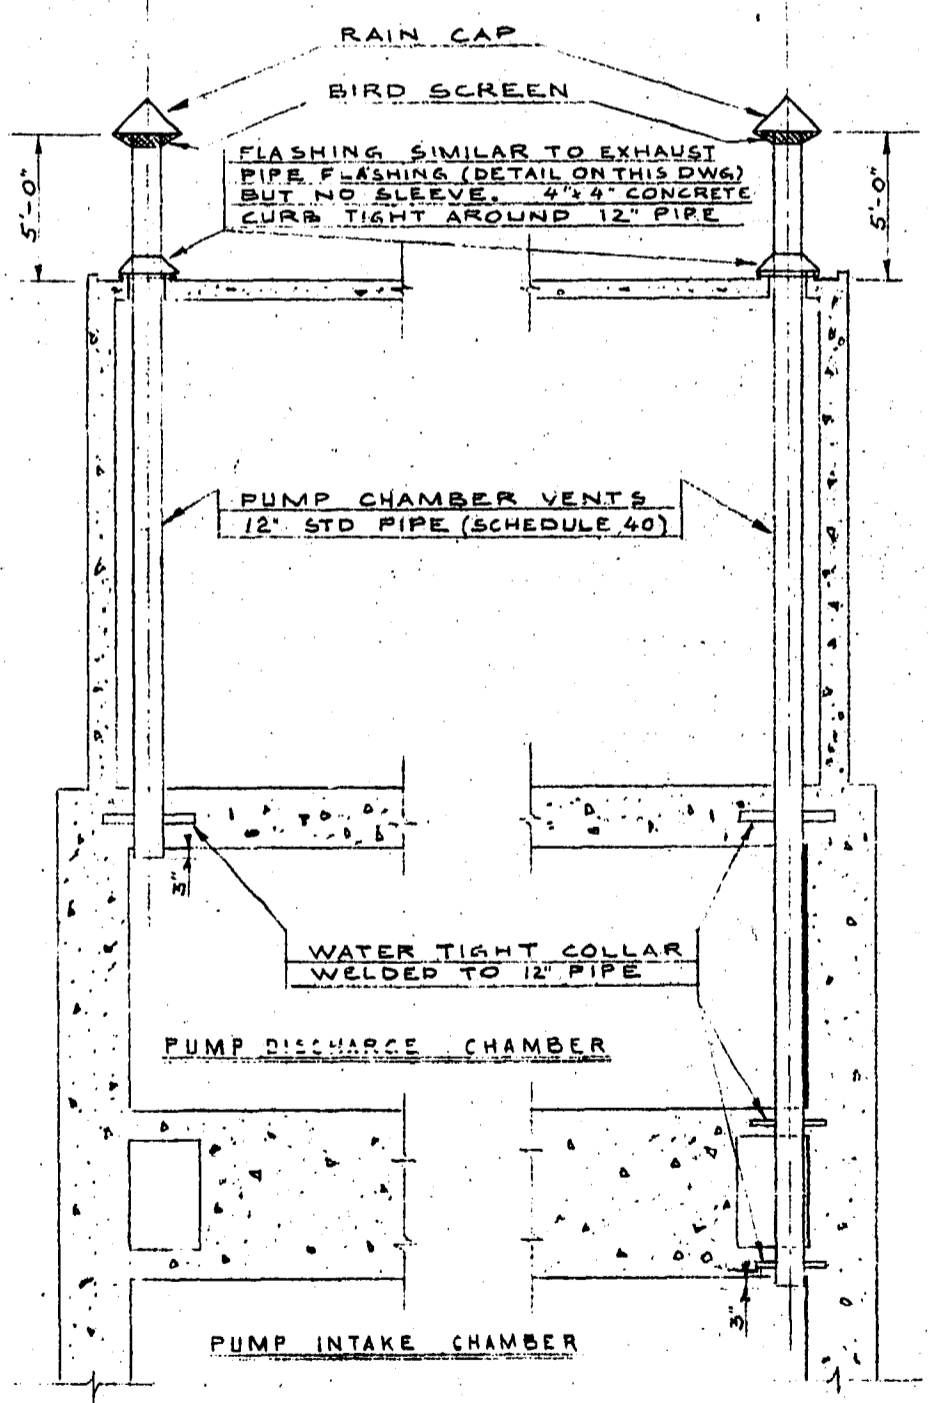 RAIN CAP
BIRD SCREEN
FLASHING SIMILAR TO EXHAUST
PIPE FLASHING (DETAIL ON THIS DWG)
BUT NO SLEEVE. 4"x4" CONCRETE
CURB TIGHT AROUND 12" PIPE
5'-0"
5'-0"
PUMP CHAMBER VENTS
12" STD PIPE (SCHEDULE 40)
3"
WATER TIGHT COLLAR
WELDED TO 12" PIPE
PUMP DISCHARGE CHAMBER
3"
PUMP INTAKE CHAMBER